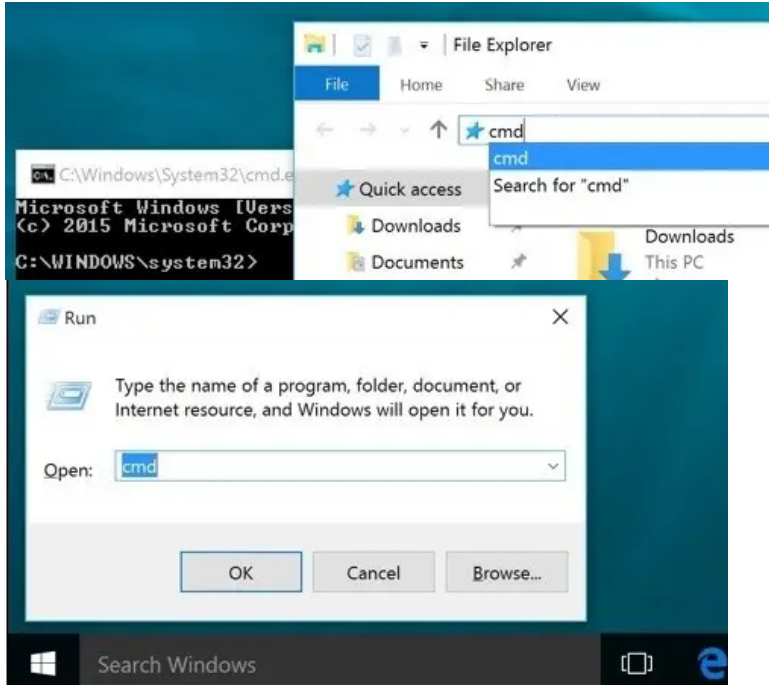 File Explorer
File Home Share View
cmd
cmd
Search for "cmd"
C:\Windows\System32\cmd.e
Microsoft Windows [Vers
(c) 2015 Microsoft Corp
C:\WINDOWS\system32>
Quick access
Downloads
Documents
Downloads
This PC
Run
Type the name of a program, folder, document, or
Internet resource, and Windows will open it for you.
Open: cmd
OK Cancel Browse...
Search Windows